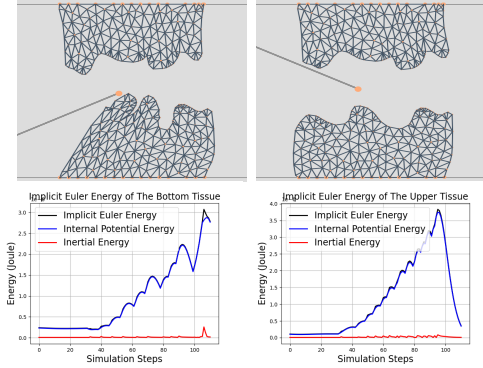 Implicit Euler Energy of The Bottom Tissue
Implicit Euler Energy
Internal Potential Energy
Inertial Energy
Energy (Joule)
3.0
2.5
2.0
1.5
1.0
0.5
0.0
0 20 40 60 80 100
Simulation Steps
Implicit Euler Energy of The Upper Tissue
Implicit Euler Energy
Internal Potential Energy
Inertial Energy
Energy (Joule)
4.0
3.5
3.0
2.5
2.0
1.5
1.0
0.5
0.0
0 20 40 60 80 100
Simulation Steps